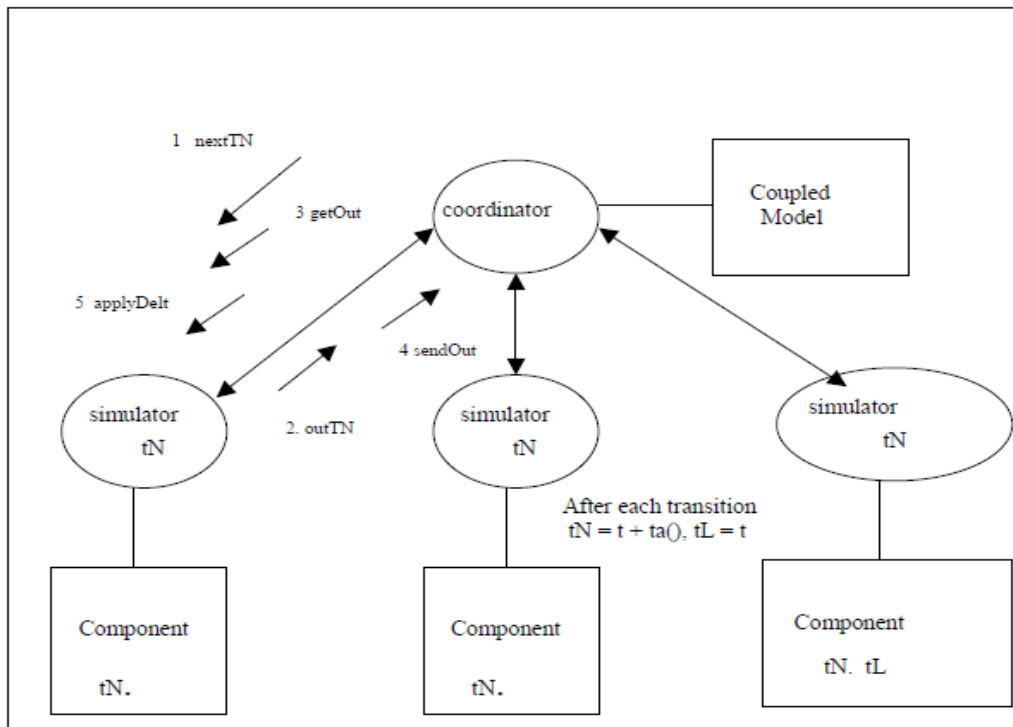 1 nextTN
3 getOut
coordinator
Coupled
Model
5 applyDelt
4 sendOut
2. outTN
simulator
tN
simulator
tN
simulator
tN
After each transition
tN = t + ta(), tL = t
Component
tN.
Component
tN.
Component
tN. tL